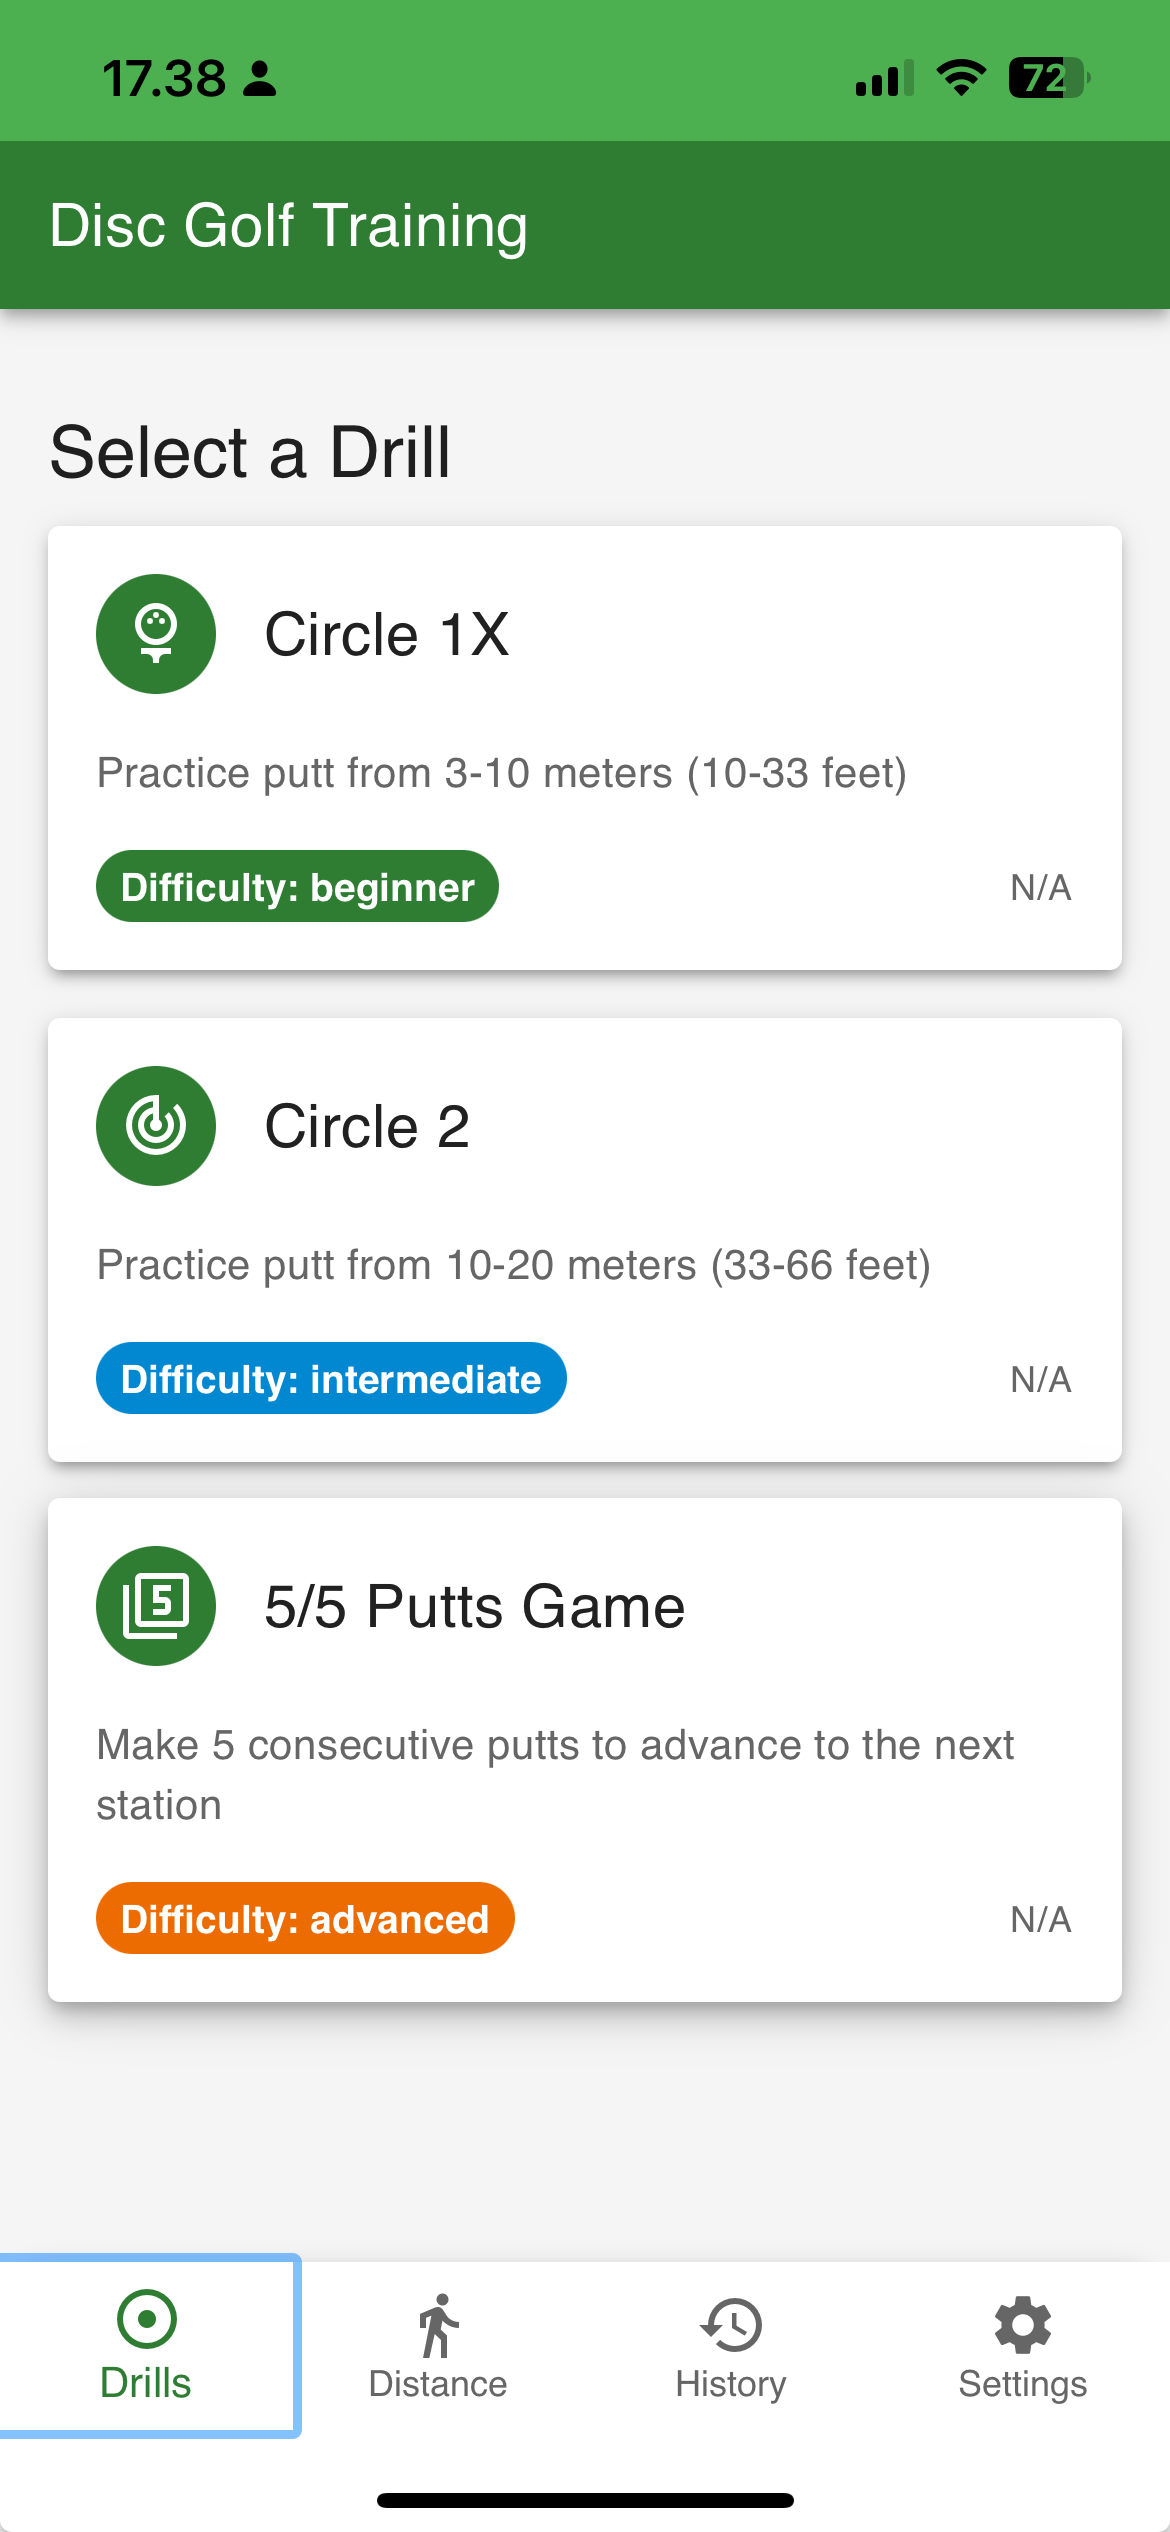 17.38
72
Disc Golf Training
Select a Drill
Circle 1X
Practice putt from 3-10 meters (10-33 feet)
Difficulty: beginner N/A
Circle 2
Practice putt from 10-20 meters (33-66 feet)
Difficulty: intermediate N/A
5
5/5 Putts Game
Make 5 consecutive putts to advance to the next
station
Difficulty: advanced N/A
Drills Distance History Settings